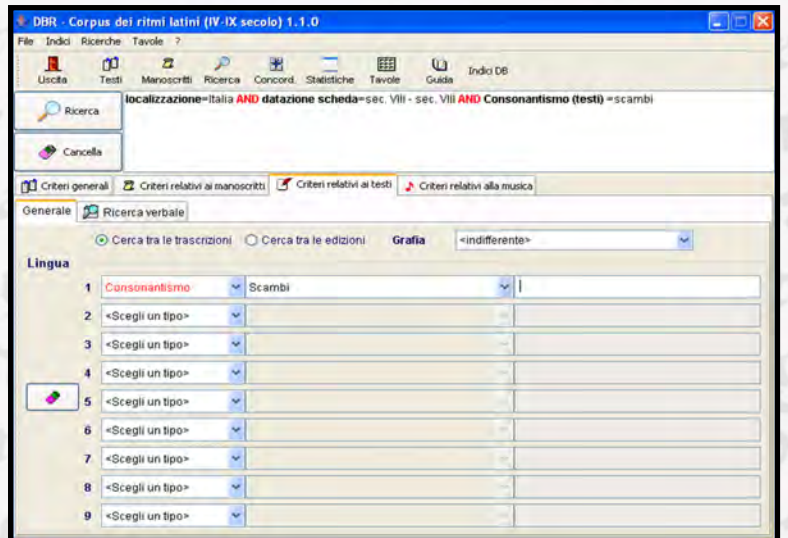 DBR - Corpus dei ritmi latini (IV-IX secolo) 1.1.0
File Indici Ricerche Tavole ?
Uscita Testi Manoscritti Ricerca Concord. Statistiche Tavole Guida Indici DB
Ricerca
localizzazione=Italia AND datazione scheda=sec. VIII - sec. VIII AND Consonantismo (testi) =scambi
Cancella
Criteri generali Criteri relativi ai manoscritti Criteri relativi ai testi Criteri relativi alla musica
Generale Ricerca verbale
Cerca tra le trascrizioni Cerca tra le edizioni Grafia <indifferente>
Lingua
1 Consonantismo Scambi
2 <Scegli un tipo>
3 <Scegli un tipo>
4 <Scegli un tipo>
5 <Scegli un tipo>
6 <Scegli un tipo>
7 <Scegli un tipo>
8 <Scegli un tipo>
9 <Scegli un tipo>